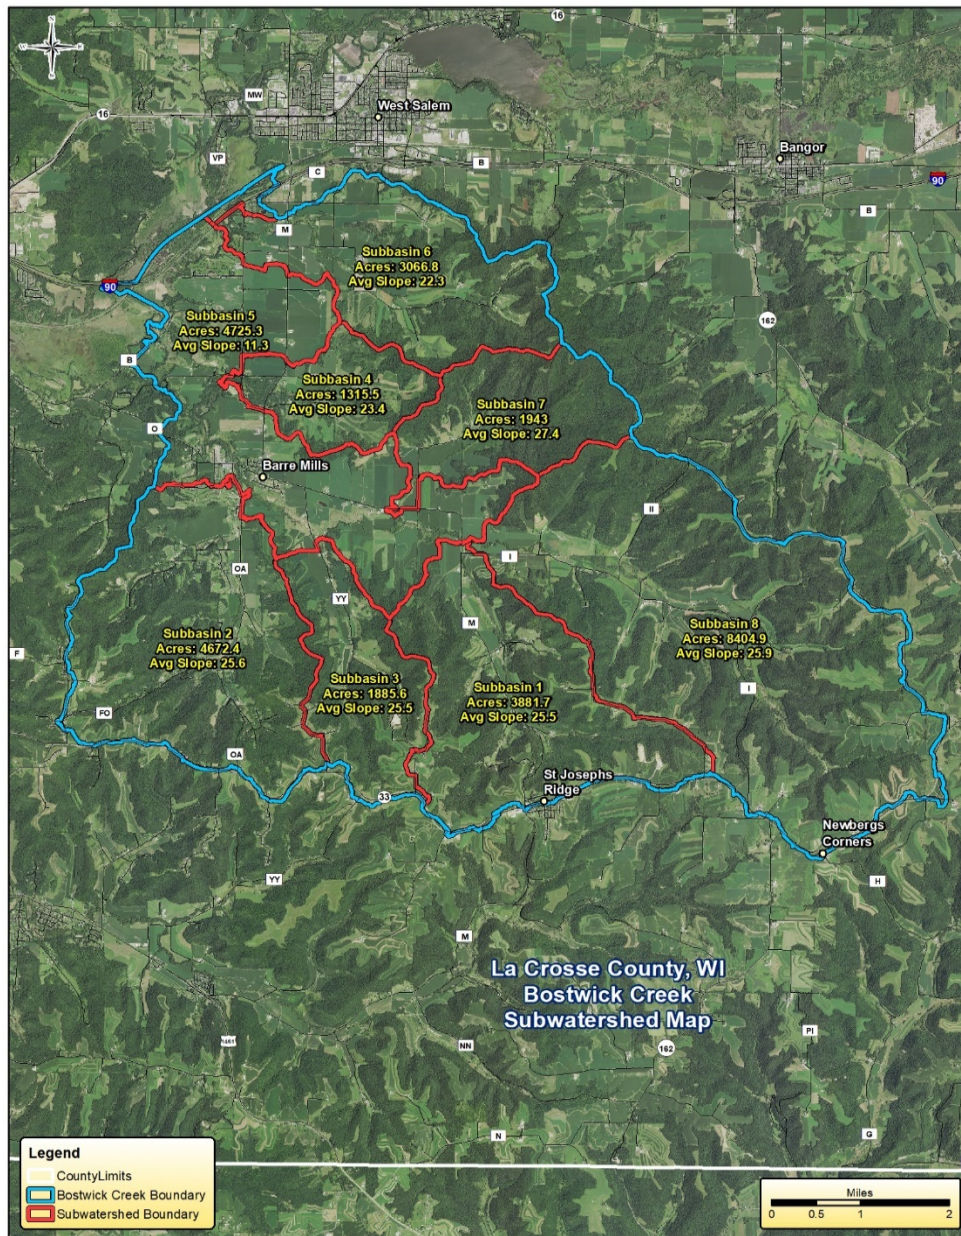 16
MW
West Salem
16
Bangor
VP
B
C
90
B
M
Subbasin 6
Acres: 3066.8
Avg Slope: 22.3
90
162
Subbasin 5
Acres: 4725.3
Avg Slope: 11.3
B
Subbasin 4
Acres: 1315.5
Avg Slope: 23.4
Subbasin 7
Acres: 1943
Avg Slope: 27.4
O
Barre Mills
II
I
OA
YY
M
Subbasin 2
Acres: 4672.4
Avg Slope: 25.6
Subbasin 8
Acres: 8404.9
Avg Slope: 25.9
F
Subbasin 3
Acres: 1885.6
Avg Slope: 25.5
Subbasin 1
Acres: 3881.7
Avg Slope: 25.5
I
FO
OA
St Josephs
Ridge
33
Newbergs
Corners
YY
H
M
La Crosse County, WI
Bostwick Creek
Subwatershed Map
PI
NN
162
N
G
Legend
CountyLimits
Bostwick Creek Boundary
Subwatershed Boundary
Miles
0 0.5 1 2